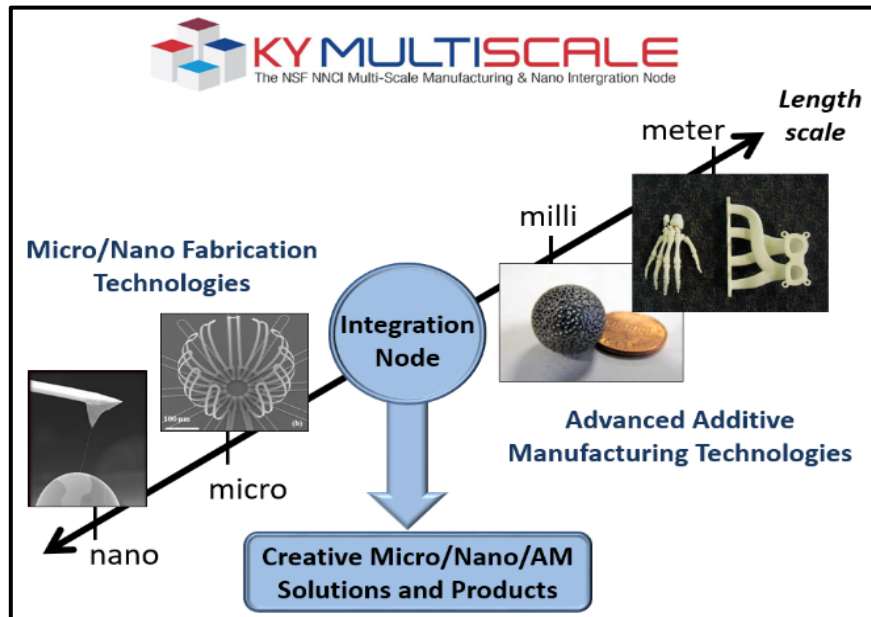 KY MULTISCALE
The NSF NNCI Multi-Scale Manufacturing & Nano Intergration Node
Length
scale
meter
milli
Micro/Nano Fabrication
Technologies
Integration
Node
100 μm
(b)
Advanced Additive
Manufacturing Technologies
micro
nano
Creative Micro/Nano/AM
Solutions and Products